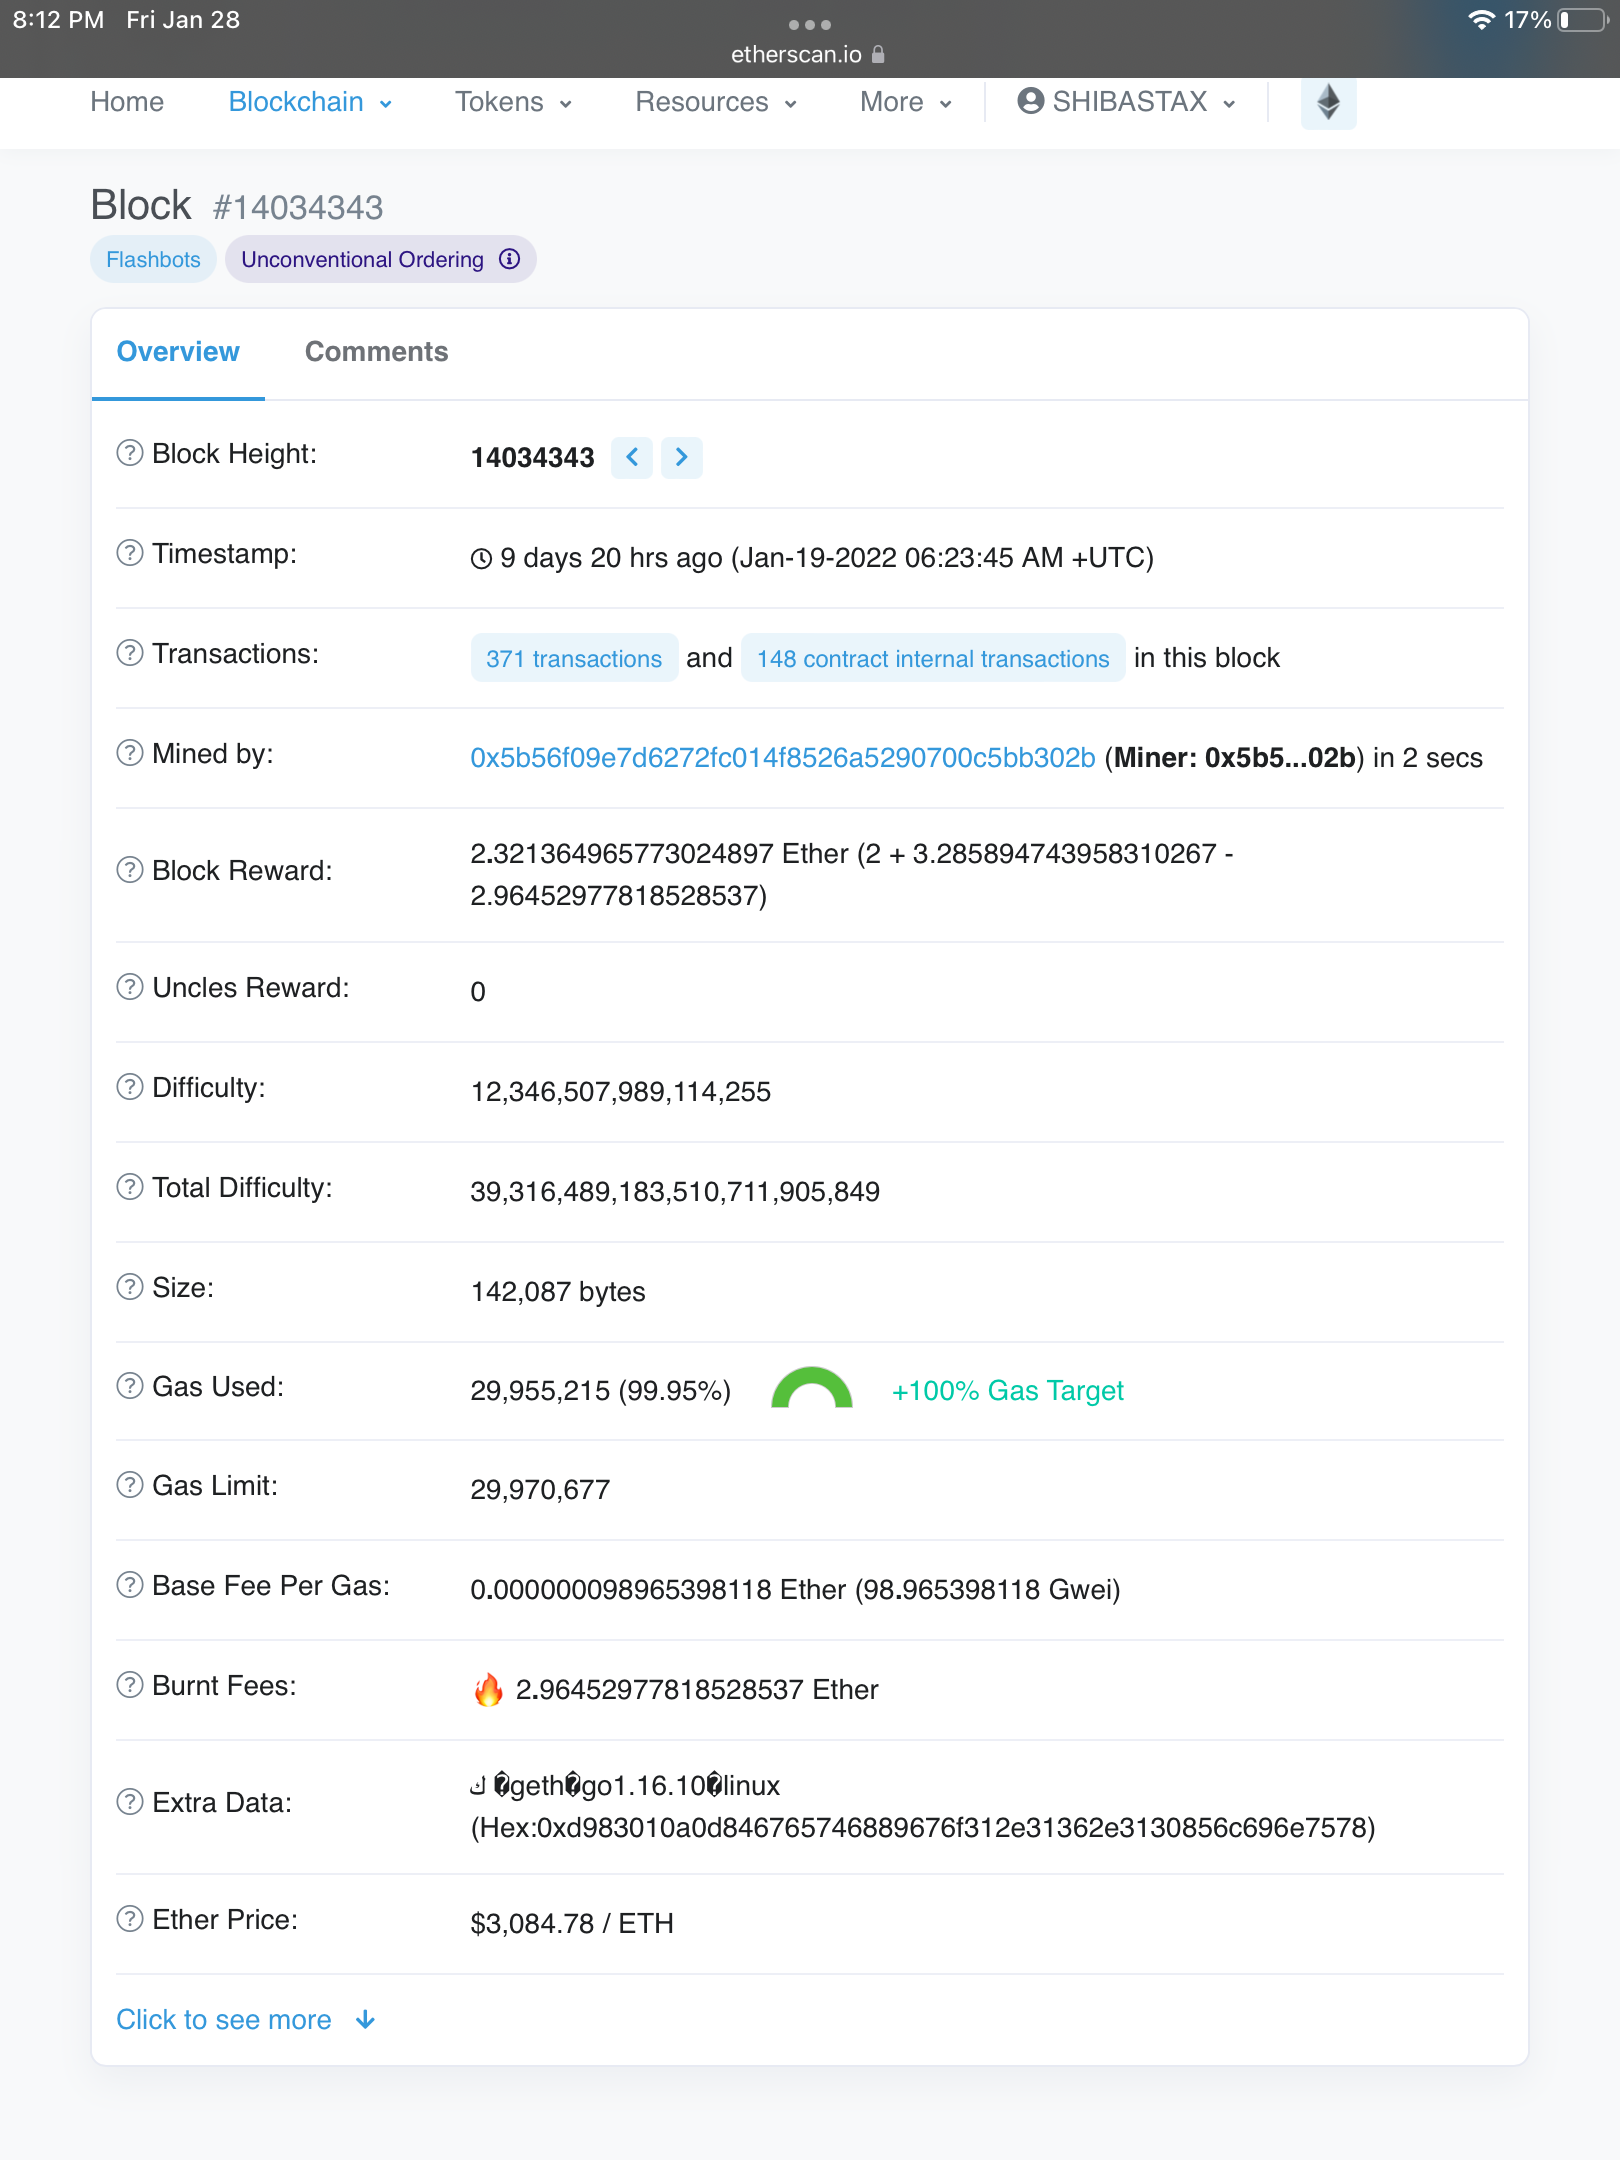 8:12 PM Fri Jan 28
17%
etherscan.io
Home Blockchain Tokens Resources More SHIBASTAX
Block #14034343
Flashbots Unconventional Ordering
Overview Comments
Block Height: 14034343
Timestamp: 9 days 20 hrs ago (Jan-19-2022 06:23:45 AM +UTC)
Transactions: 371 transactions and 148 contract internal transactions in this block
Mined by: 0x5b56f09e7d6272fc014f8526a5290700c5bb302b (Miner: 0x5b5...02b) in 2 secs
Block Reward: 2.321364965773024897 Ether (2 + 3.285894743958310267 -
2.96452977818528537)
Uncles Reward: 0
Difficulty: 12,346,507,989,114,255
Total Difficulty: 39,316,489,183,510,711,905,849
Size: 142,087 bytes
Gas Used: 29,955,215 (99.95%) +100% Gas Target
Gas Limit: 29,970,677
Base Fee Per Gas: 0.000000098965398118 Ether (98.965398118 Gwei)
Burnt Fees: 🔥 2.96452977818528537 Ether
Extra Data: ك �geth�go1.16.10�linux
(Hex:0xd983010a0d846765746889676f312e31362e3130856c696e7578)
Ether Price: $3,084.78 / ETH
Click to see more